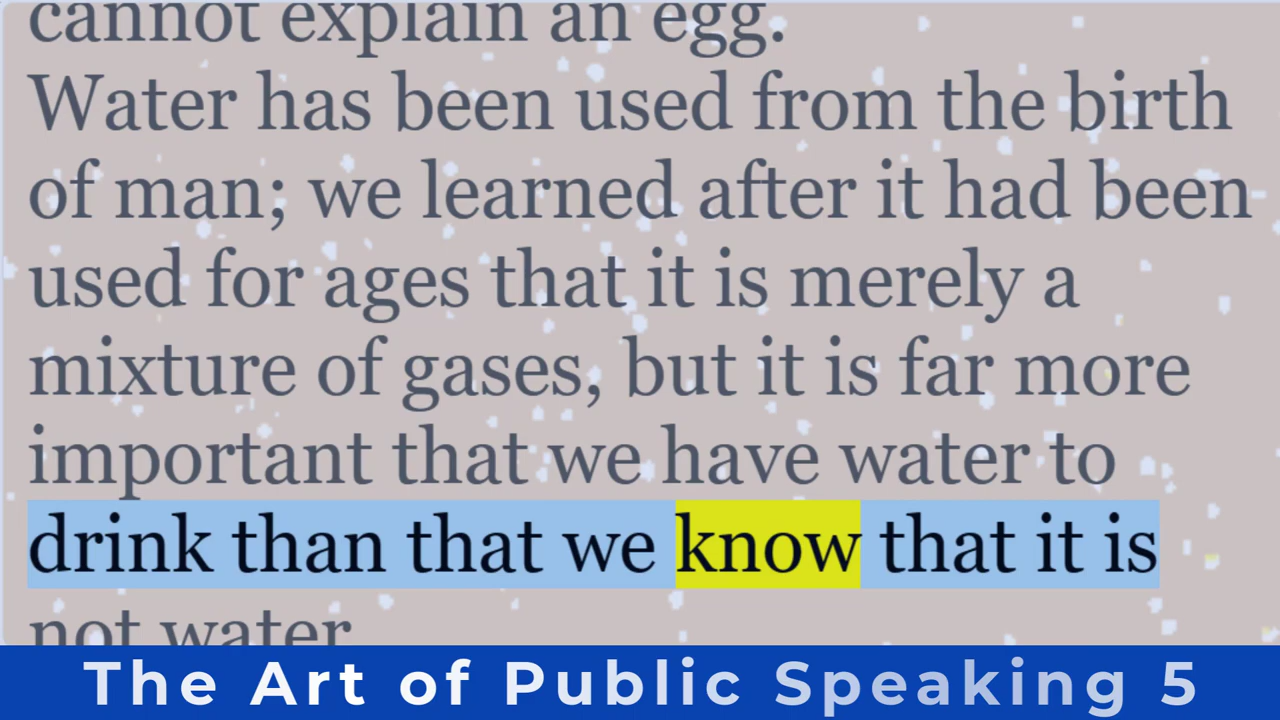 cannot explain an egg.
Water has been used from the birth
of man; we learned after it had been
used for ages that it is merely a
mixture of gases, but it is far more
important that we have water to
drink than that we know that it is
not water
The Art of Public Speaking 5